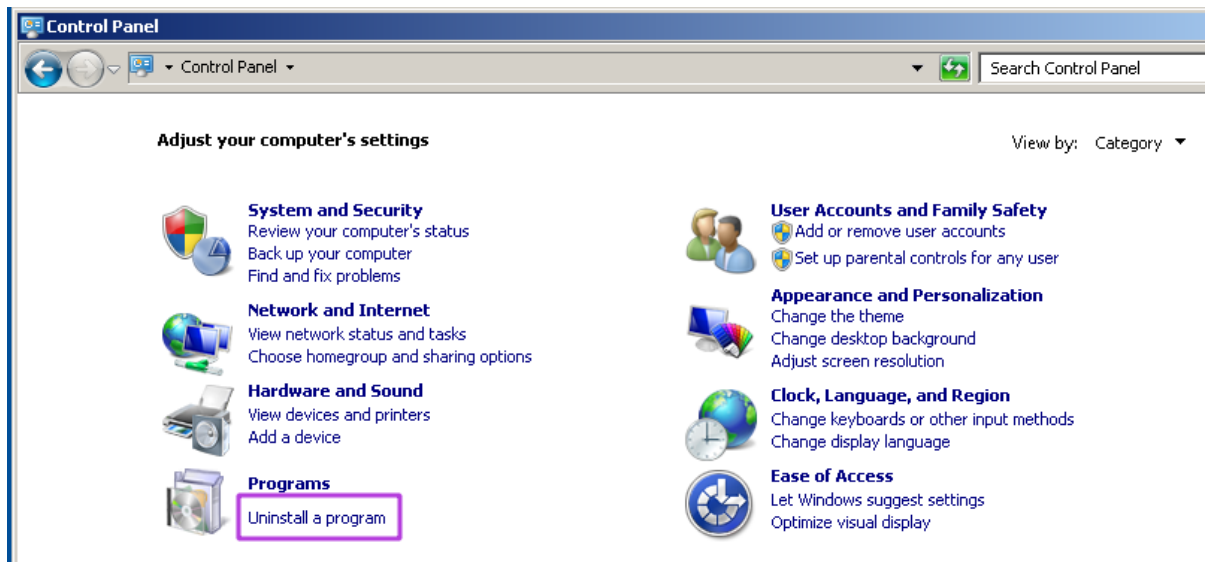 Control Panel
Control Panel
Search Control Panel
Adjust your computer's settings
View by: Category
System and Security
Review your computer's status
Back up your computer
Find and fix problems
Network and Internet
View network status and tasks
Choose homegroup and sharing options
Hardware and Sound
View devices and printers
Add a device
Programs
Uninstall a program
User Accounts and Family Safety
Add or remove user accounts
Set up parental controls for any user
Appearance and Personalization
Change the theme
Change desktop background
Adjust screen resolution
Clock, Language, and Region
Change keyboards or other input methods
Change display language
Ease of Access
Let Windows suggest settings
Optimize visual display